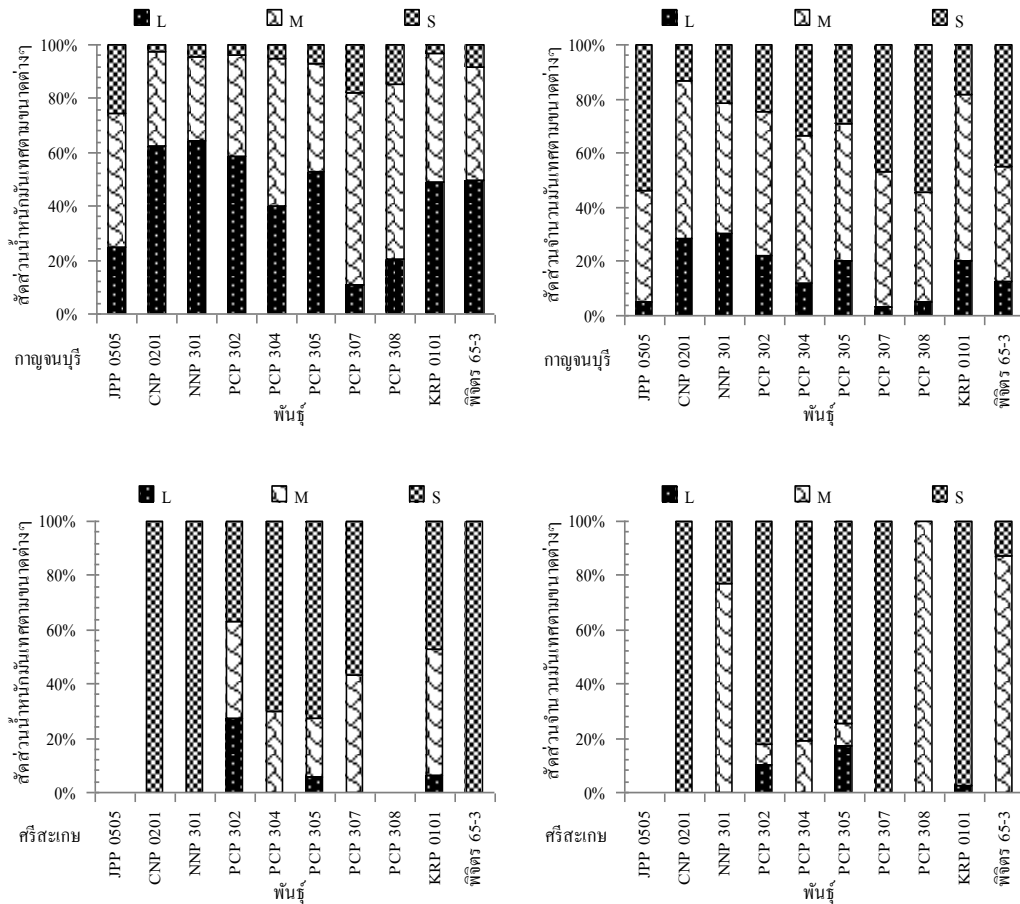 L M S
สัดส่วนน้ำหนักมันเทศตามขนาดต่างๆ
100%
80%
60%
40%
20%
0%
กาญจนบุรี
JPP 0505
CNP 0201
NNP 301
PCP 302
PCP 304
PCP 305
PCP 307
PCP 308
KRP 0101
พิจิตร 65-3
พันธุ์
L M S
สัดส่วนจำนวนมันเทศตามขนาดต่างๆ
100%
80%
60%
40%
20%
0%
กาญจนบุรี
JPP 0505
CNP 0201
NNP 301
PCP 302
PCP 304
PCP 305
PCP 307
PCP 308
KRP 0101
พิจิตร 65-3
พันธุ์
L M S
สัดส่วนน้ำหนักมันเทศตามขนาดต่างๆ
100%
80%
60%
40%
20%
0%
ศรีสะเกษ
JPP 0505
CNP 0201
NNP 301
PCP 302
PCP 304
PCP 305
PCP 307
PCP 308
KRP 0101
พิจิตร 65-3
พันธุ์
L M S
สัดส่วนจำนวนมันเทศตามขนาดต่างๆ
100%
80%
60%
40%
20%
0%
ศรีสะเกษ
JPP 0505
CNP 0201
NNP 301
PCP 302
PCP 304
PCP 305
PCP 307
PCP 308
KRP 0101
พิจิตร 65-3
พันธุ์